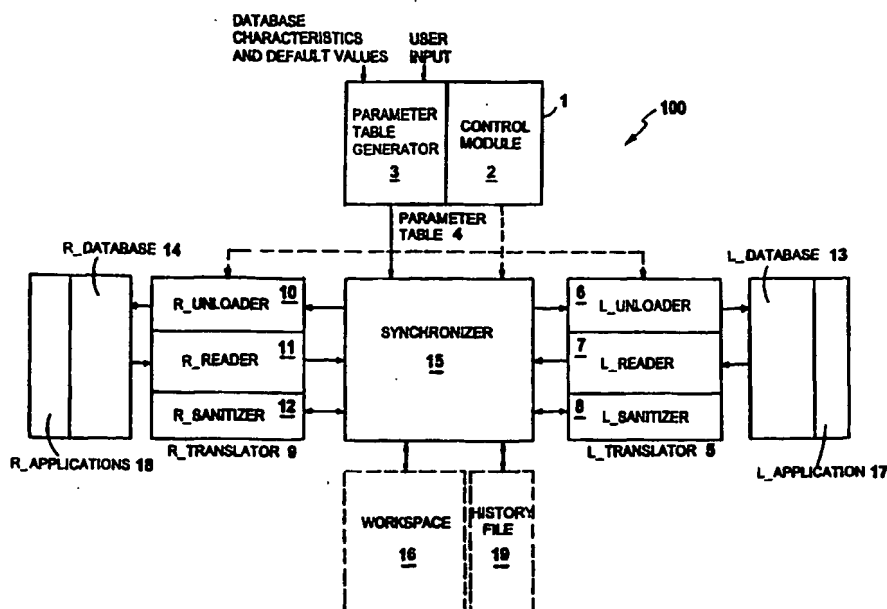 DATABASE
CHARACTERISTICS
AND DEFAULT VALUES
USER
INPUT
1
100
PARAMETER
TABLE
GENERATOR
3
CONTROL
MODULE
2
PARAMETER
TABLE 4
R_DATABASE 14
L_DATABASE 13
R_UNLOADER 10
R_READER 11
R_SANITIZER 12
R_TRANSLATOR 9
R_APPLICATIONS 18
SYNCHRONIZER
15
6 L_UNLOADER
7 L_READER
8 L_SANITIZER
L_TRANSLATOR 5
L_APPLICATION 17
WORKSPACE
16
HISTORY
FILE
19